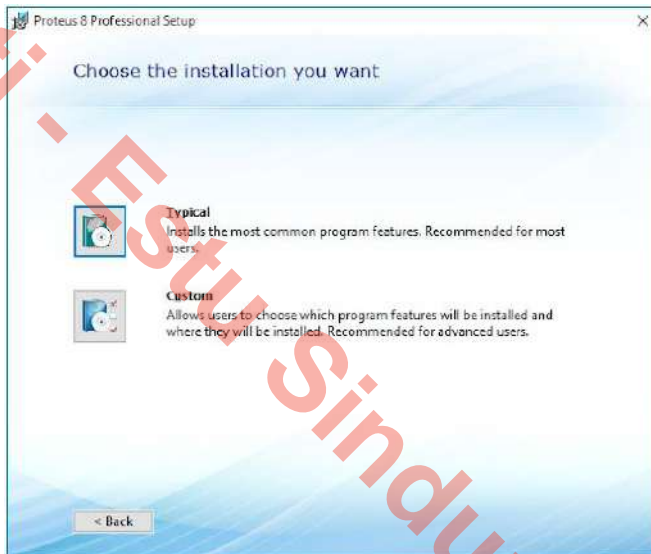 Proteus 8 Professional Setup
Choose the installation you want
Typical
Installs the most common program features. Recommended for most
users.
Custom
Allows users to choose which program features will be installed and
where they will be installed. Recommended for advanced users.
< Back
- Estu Sindu